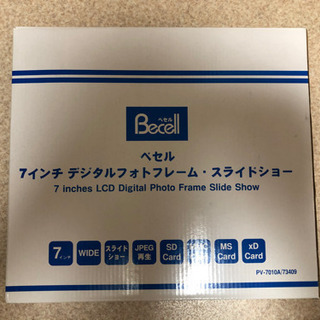 ベセル
Becell
ベセル
7インチ デジタルフォトフレーム・スライドショー
7 inches LCD Digital Photo Frame Slide Show
7インチ
WIDE
スライドショー
JPEG再生
SD Card
Card
MS Card
xD Card
PV-7010A/73409